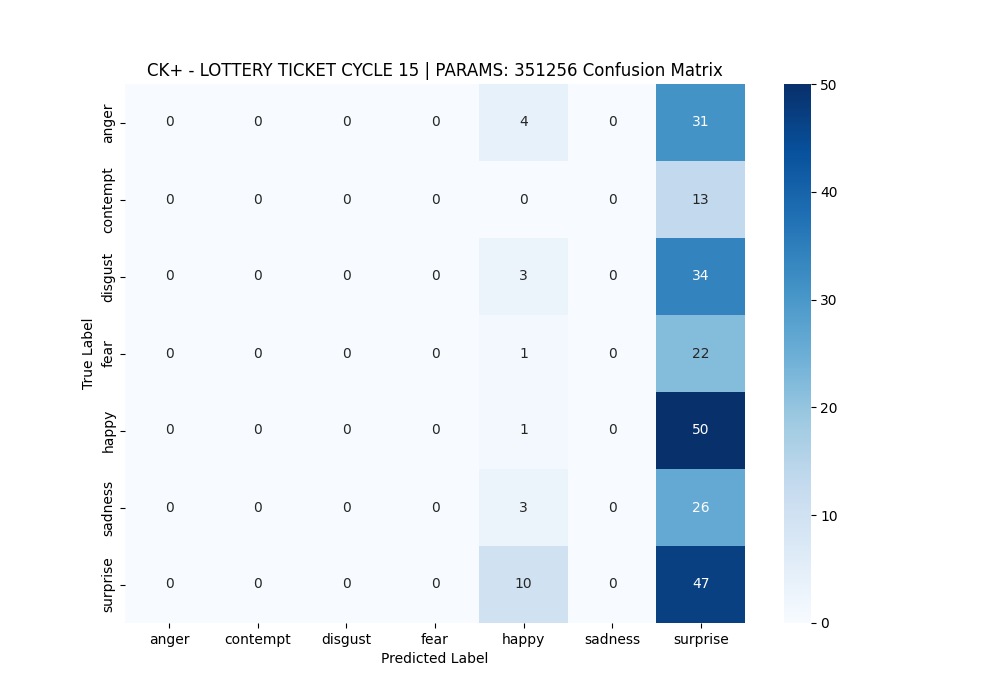 CK+ - LOTTERY TICKET CYCLE 15 | PARAMS: 351256 Confusion Matrix
anger 0 0 0 0 4 0 31
contempt 0 0 0 0 0 0 13
disgust 0 0 0 0 3 0 34
fear 0 0 0 0 1 0 22
happy 0 0 0 0 1 0 50
sadness 0 0 0 0 3 0 26
surprise 0 0 0 0 10 0 47
True Label
anger contempt disgust fear happy sadness surprise
Predicted Label
50
40
30
20
10
0